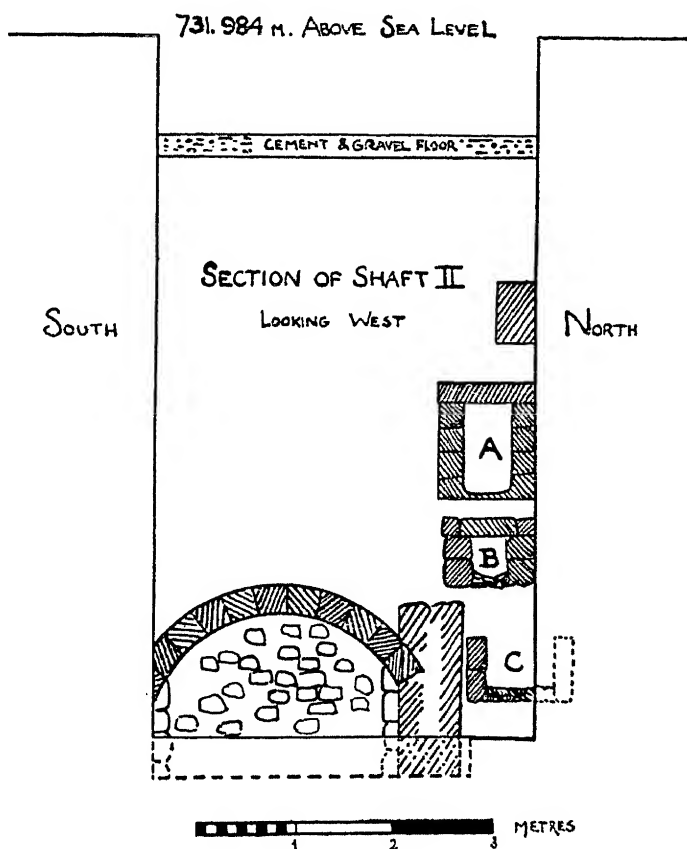 731.984 M. ABOVE SEA LEVEL
CEMENT & GRAVEL FLOOR
SECTION OF SHAFT II
LOOKING WEST
SOUTH
NORTH
A
B
C
METRES
1 2 3